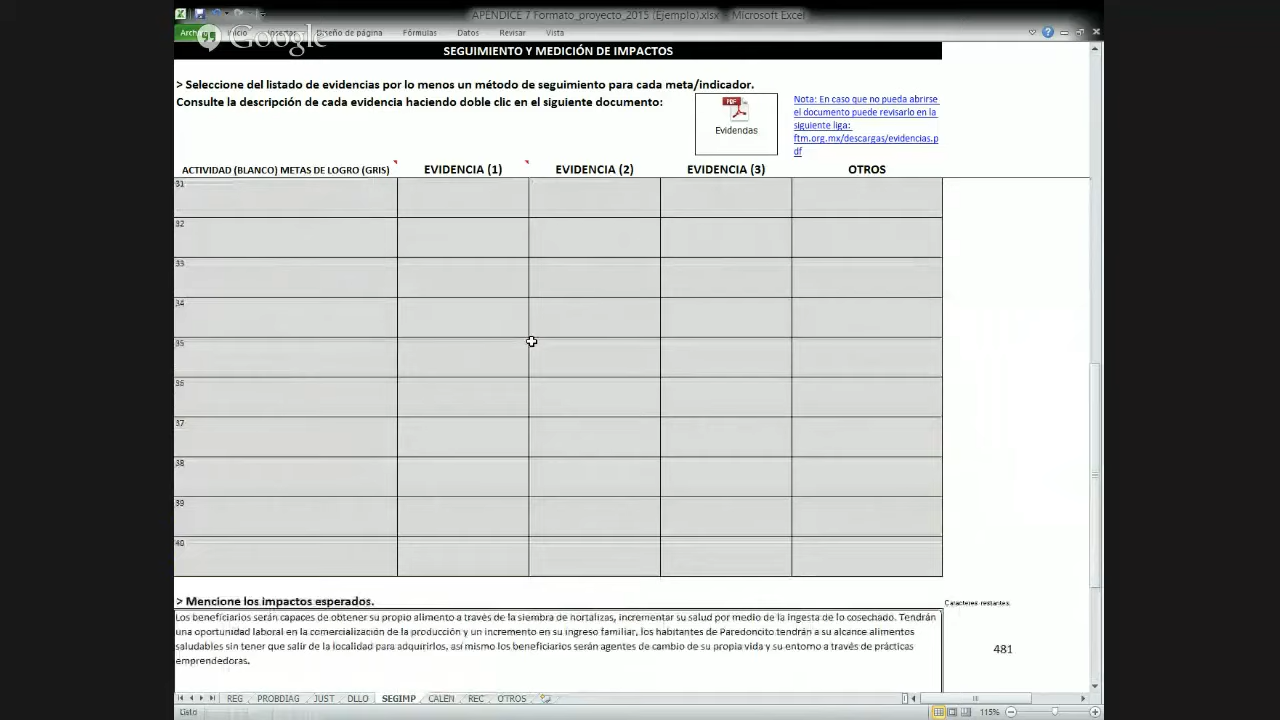 APENDICE 7 Formato_proyecto_2015 (Ejemplo).xlsx - Microsoft Excel
Archivo Inicio Insertar Diseño de página Fórmulas Datos Revisar Vista
Google
SEGUIMIENTO Y MEDICIÓN DE IMPACTOS
> Seleccione del listado de evidencias por lo menos un método de seguimiento para cada meta/indicador.
Consulte la descripción de cada evidencia haciendo doble clic en el siguiente documento:
PDF
Evidencias
Nota: En caso que no pueda abrirse
el documento puede revisarlo en la
siguiente liga:
ftm.org.mx/descargas/evidencias.p
df
ACTIVIDAD (BLANCO) METAS DE LOGRO (GRIS) EVIDENCIA (1) EVIDENCIA (2) EVIDENCIA (3) OTROS
31
32
33
34
35
36
37
38
39
40
> Mencione los impactos esperados.
Caracteres restantes.
Los beneficiarios serán capaces de obtener su propio alimento a través de la siembra de hortalizas, incrementar su salud por medio de la ingesta de lo cosechado. Tendrán
una oportunidad laboral en la comercialización de la producción y un incremento en su ingreso familiar, los habitantes de Paredoncito tendrán a su alcance alimentos
saludables sin tener que salir de la localidad para adquirirlos, así mismo los beneficiarios serán agentes de cambio de su propia vida y su entorno a través de prácticas
emprendedoras.
481
REG PROBDIAG JUST DLLO SEGIMP CALEN REC OTROS
Listo
115%